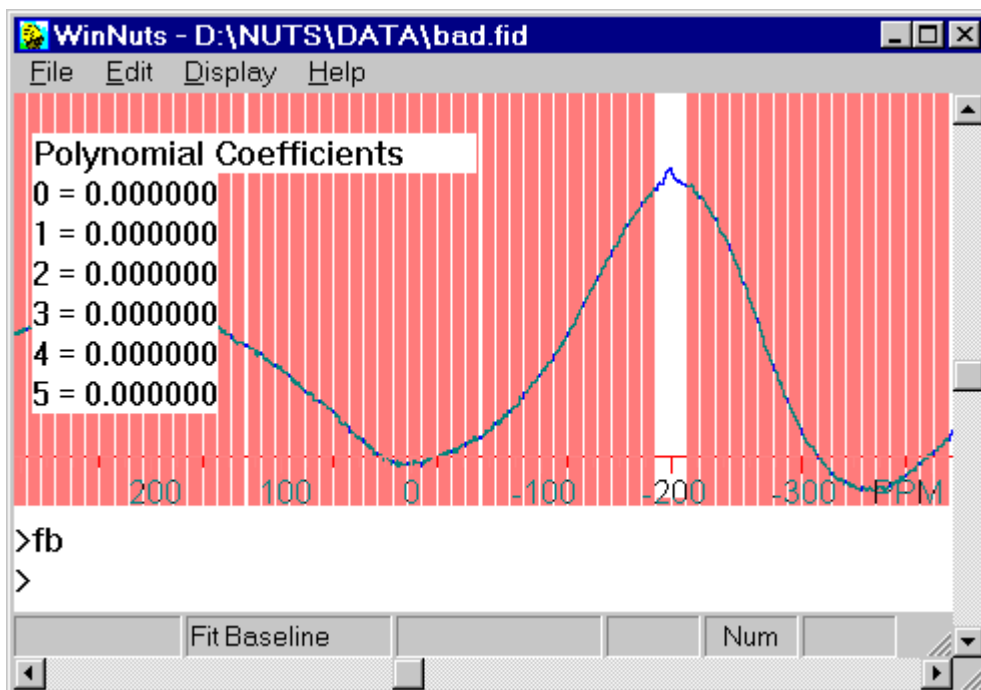 WinNuts - D:\NUTS\DATA\bad.fid
File Edit Display Help
Polynomial Coefficients
0 = 0.000000
1 = 0.000000
2 = 0.000000
3 = 0.000000
4 = 0.000000
5 = 0.000000
200 100 0 -100 -200 -300 PPM
>fb
>
Fit Baseline Num